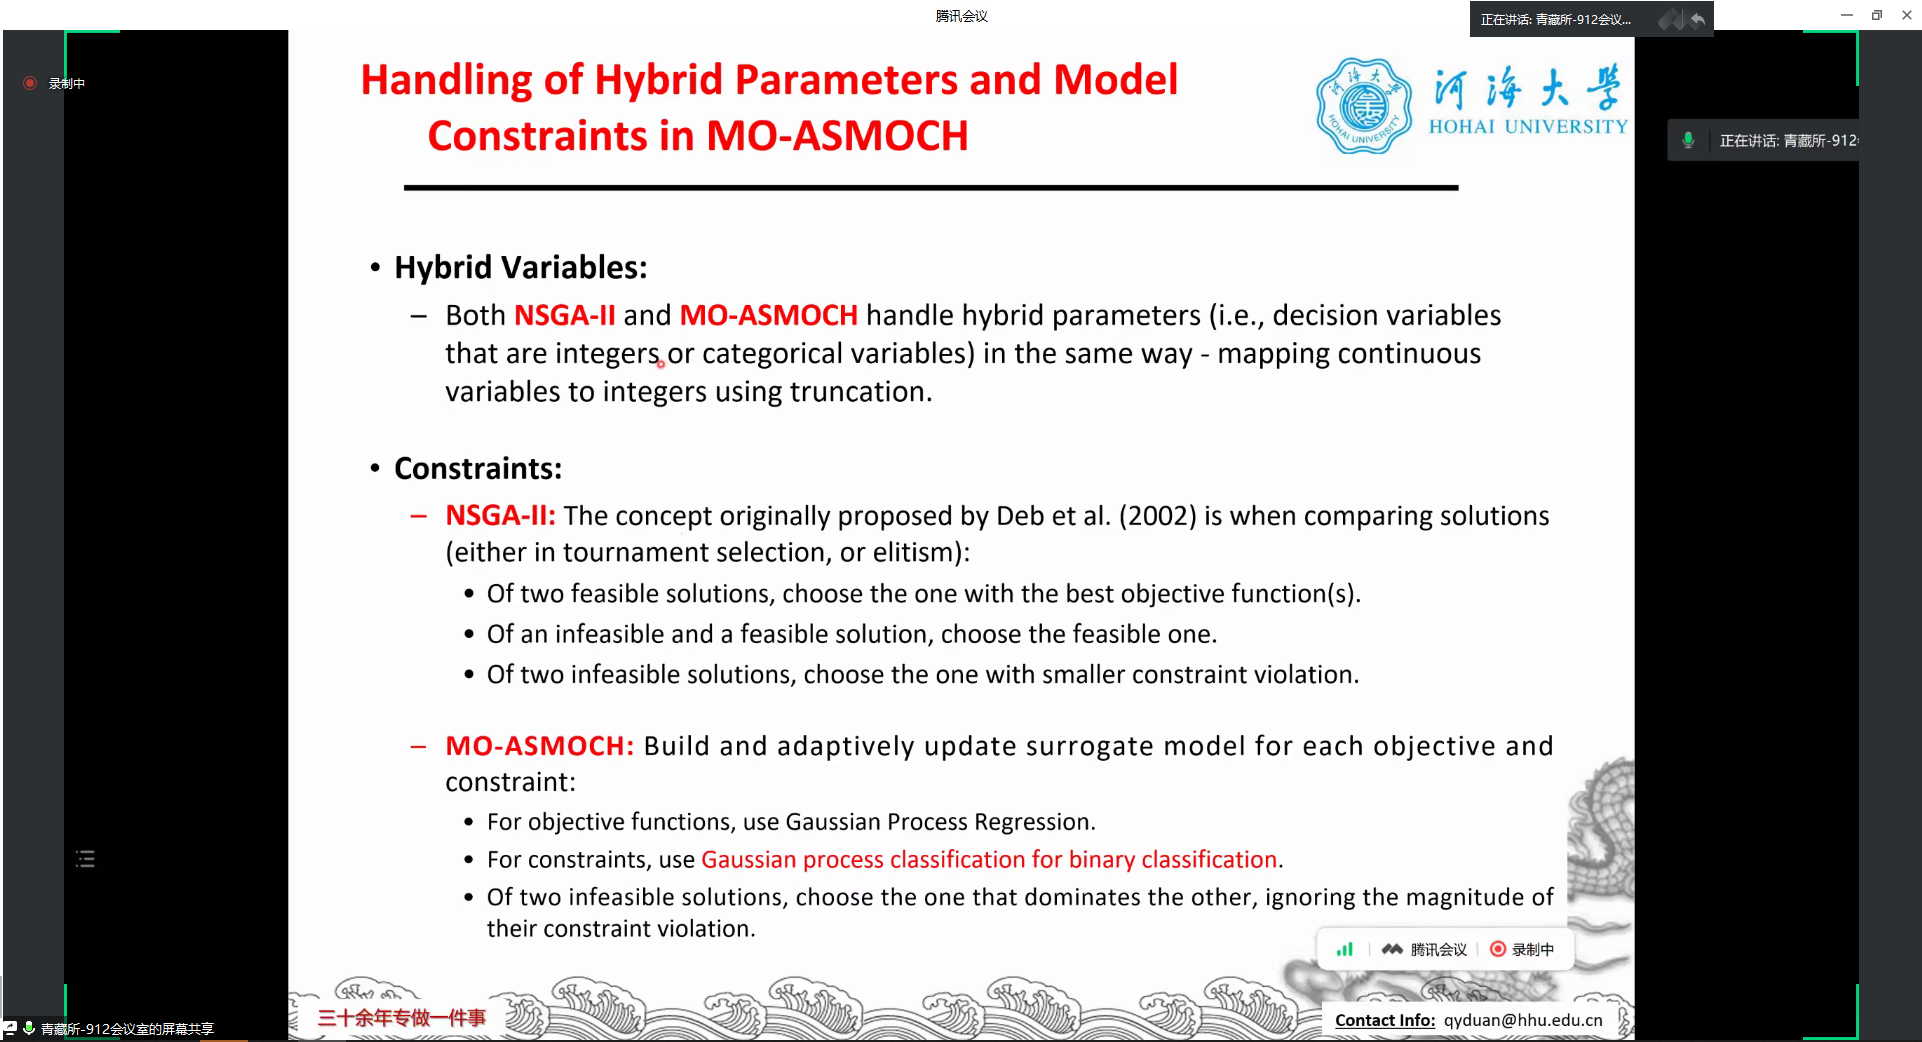 腾讯会议
正在讲话: 青藏所-912会议...
录制中
Handling of Hybrid Parameters and Model
Constraints in MO-ASMOCH
河海大学
HOHAI UNIVERSITY
河海大
HOHAI UNIVERSITY
正在讲话: 青藏所-912
• Hybrid Variables:
– Both NSGA-II and MO-ASMOCH handle hybrid parameters (i.e., decision variables
that are integers or categorical variables) in the same way - mapping continuous
variables to integers using truncation.
• Constraints:
– NSGA-II: The concept originally proposed by Deb et al. (2002) is when comparing solutions
(either in tournament selection, or elitism):
• Of two feasible solutions, choose the one with the best objective function(s).
• Of an infeasible and a feasible solution, choose the feasible one.
• Of two infeasible solutions, choose the one with smaller constraint violation.
– MO-ASMOCH: Build and adaptively update surrogate model for each objective and
constraint:
• For objective functions, use Gaussian Process Regression.
• For constraints, use Gaussian process classification for binary classification.
• Of two infeasible solutions, choose the one that dominates the other, ignoring the magnitude of
their constraint violation.
腾讯会议 录制中
三十余年专做一件事
Contact Info: qyduan@hhu.edu.cn
青藏所-912会议室的屏幕共享